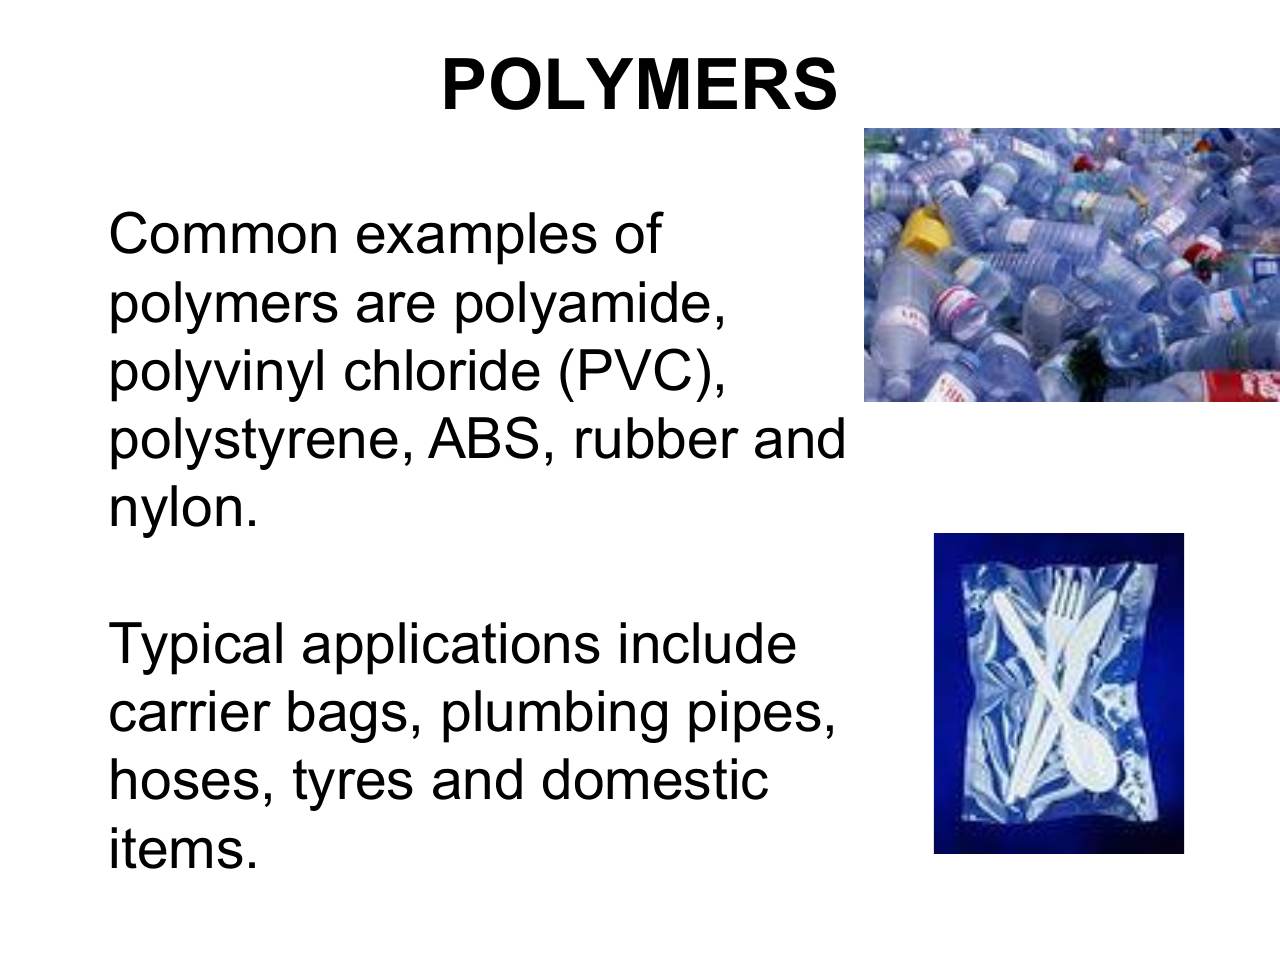 POLYMERS
Common examples of
polymers are polyamide,
polyvinyl chloride (PVC),
polystyrene, ABS, rubber and
nylon.
Typical applications include
carrier bags, plumbing pipes,
hoses, tyres and domestic
items.